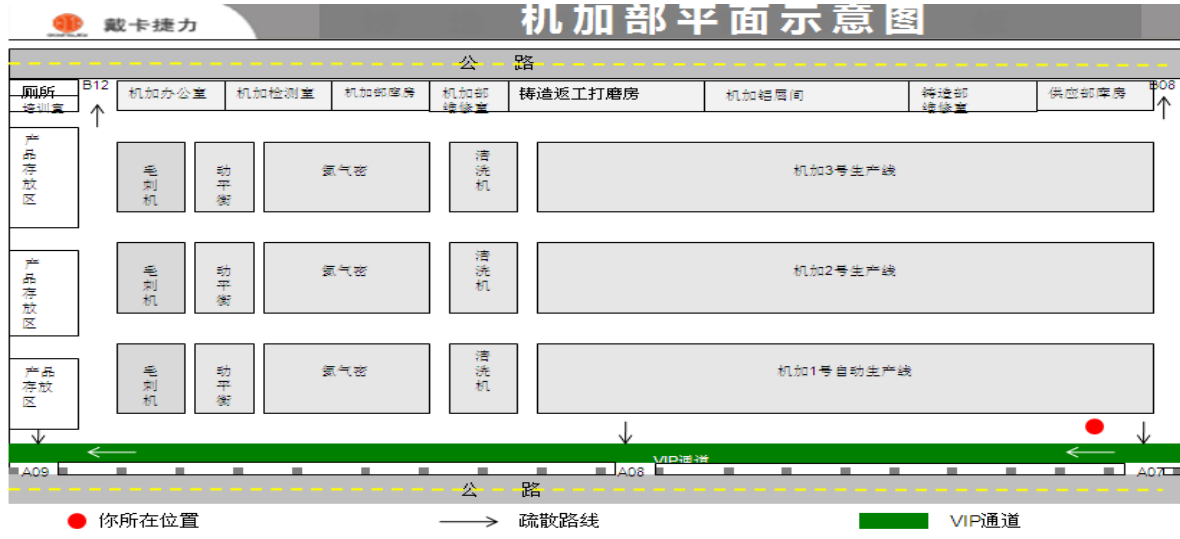 戴卡捷力
机加部平面示意图
公路
厕所
培训室
B12
机加办公室
机加检测室
机加部库房
机加部
维修室
铸造返工打磨房
机加铝屑间
铸造部
维修室
供应部库房
B08
产品存放区
毛刺机
动平衡
氦气密
清洗机
机加3号生产线
产品存放区
毛刺机
动平衡
氦气密
清洗机
机加2号生产线
产品
存放
区
毛刺机
动平衡
氦气密
清洗机
机加1号自动生产线
VIP通道
A09
A08
A07
公路
你所在位置
疏散路线
VIP通道